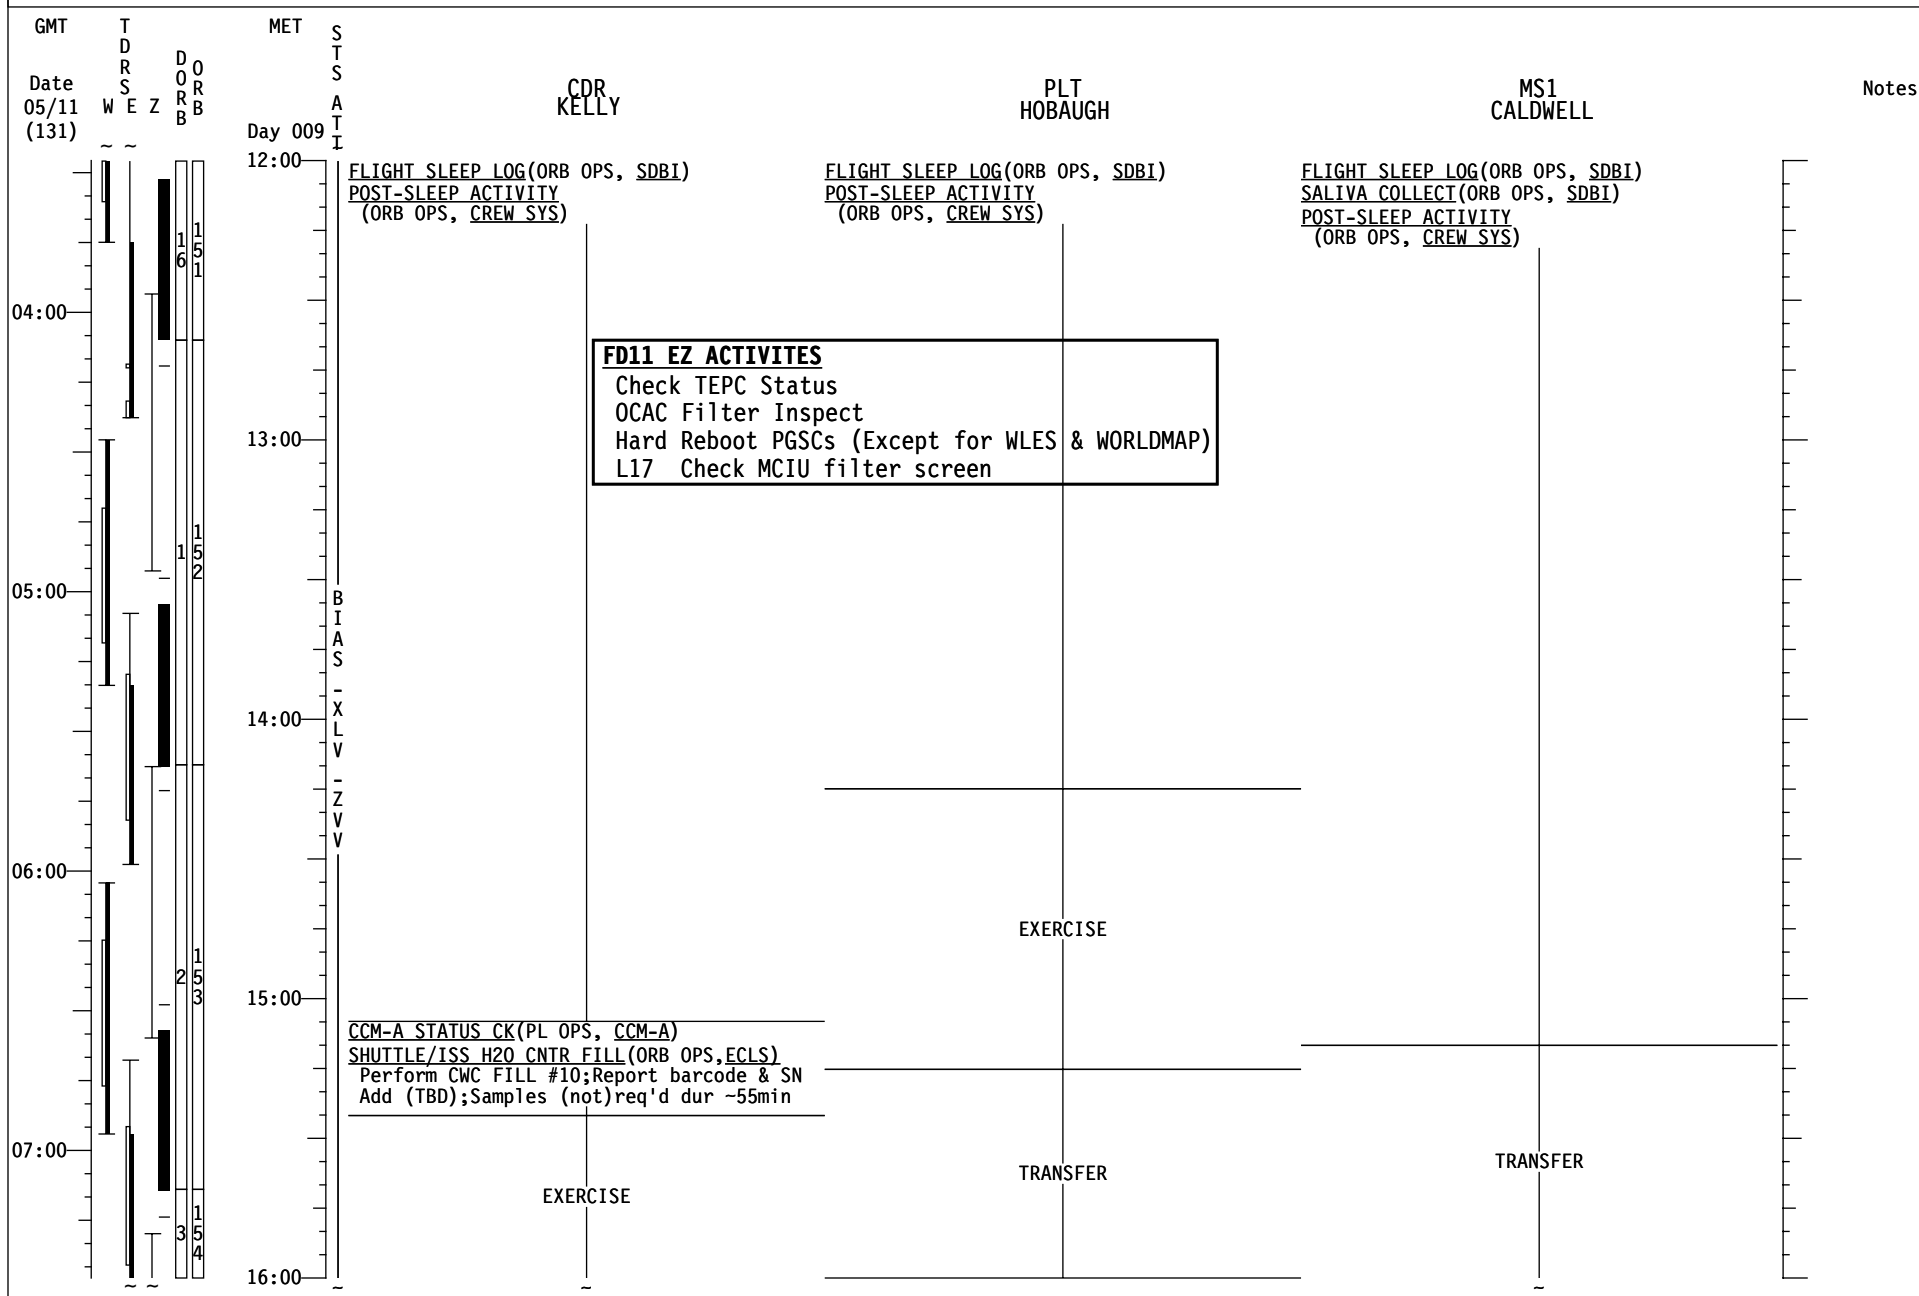 GMT
TDRS
DORB
ORB
MET
STS ATT
CDR
KELLY
PLT
HOBAUGH
MS1
CALDWELL
Notes
Date
05/11
(131)
W E Z
Day 009
~ ~
12:00
FLIGHT SLEEP LOG(ORB OPS, SDBI)
POST-SLEEP ACTIVITY
(ORB OPS, CREW SYS)
FLIGHT SLEEP LOG(ORB OPS, SDBI)
POST-SLEEP ACTIVITY
(ORB OPS, CREW SYS)
FLIGHT SLEEP LOG(ORB OPS, SDBI)
SALIVA COLLECT(ORB OPS, SDBI)
POST-SLEEP ACTIVITY
(ORB OPS, CREW SYS)
16
151
04:00
FD11 EZ ACTIVITES
Check TEPC Status
OCAC Filter Inspect
Hard Reboot PGSCs (Except for WLES & WORLDMAP)
L17 Check MCIU filter screen
13:00
1
152
05:00
BIAS -XLV -ZVV
14:00
06:00
EXERCISE
2
153
15:00
CCM-A STATUS CK(PL OPS, CCM-A)
SHUTTLE/ISS H2O CNTR FILL(ORB OPS,ECLS)
Perform CWC FILL #10;Report barcode & SN
Add (TBD);Samples (not)req'd dur ~55min
07:00
EXERCISE
TRANSFER
TRANSFER
3
154
16:00
~ ~ ~ ~ ~